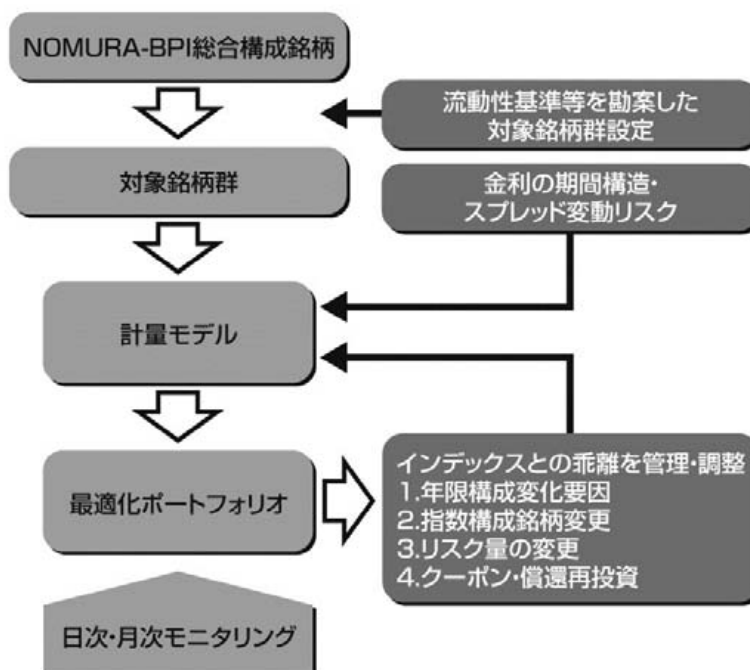 NOMURA-BPI総合構成銘柄
流動性基準等を勘案した
対象銘柄群設定
対象銘柄群
金利の期間構造・
スプレッド変動リスク
計量モデル
最適化ポートフォリオ
インデックスとの乖離を管理・調整
1.年限構成変化要因
2.指数構成銘柄変更
3.リスク量の変更
4.クーポン・償還再投資
日次・月次モニタリング